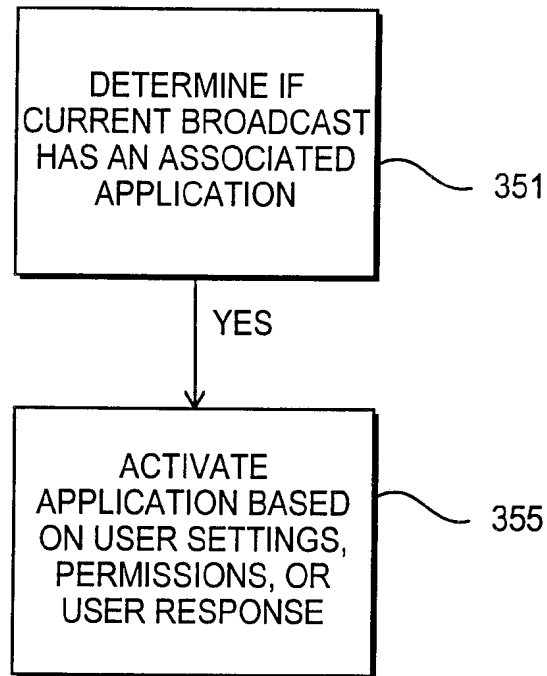 DETERMINE IF
CURRENT BROADCAST
HAS AN ASSOCIATED
APPLICATION
351
YES
ACTIVATE
APPLICATION BASED
ON USER SETTINGS,
PERMISSIONS, OR
USER RESPONSE
355